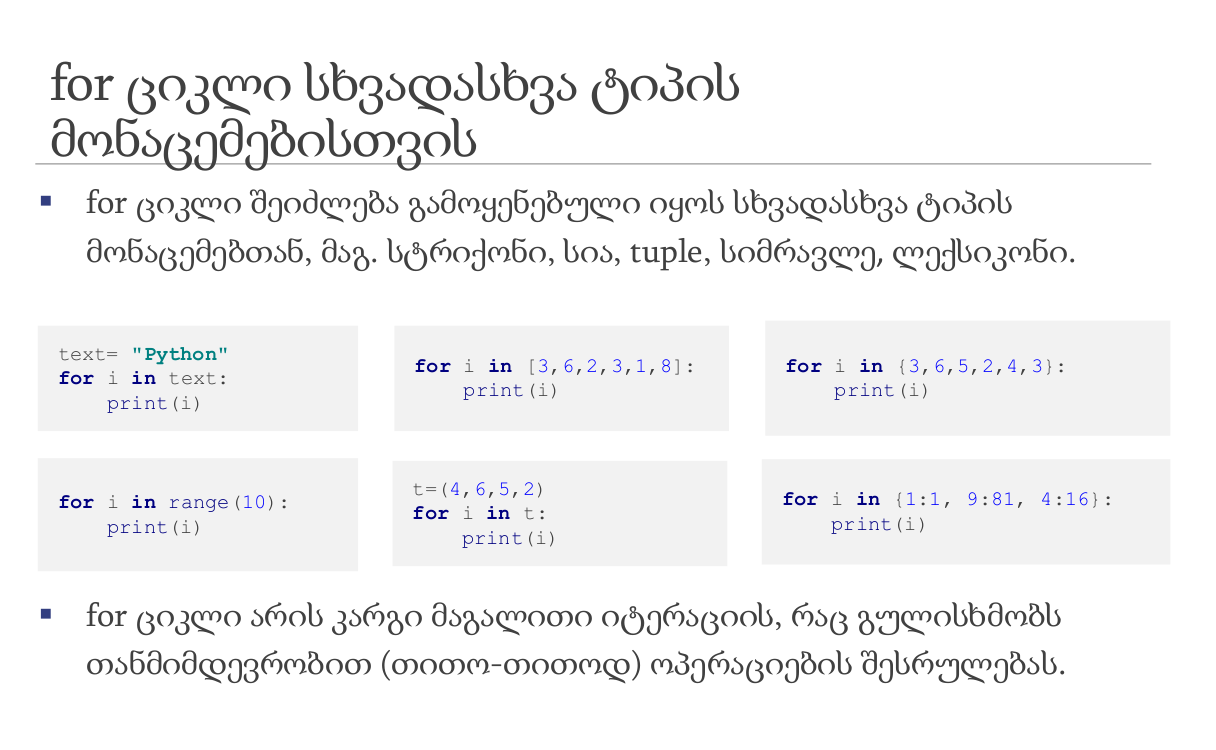 for ციკლი სხვადასხვა ტიპის
მონაცემებისთვის
▪ for ციკლი შეიძლება გამოყენებული იყოს სხვადასხვა ტიპის
მონაცემებთან, მაგ. სტრიქონი, სია, tuple, სიმრავლე, ლექსიკონი.
text= "Python"
for i in text:
    print(i)
for i in [3,6,2,3,1,8]:
    print(i)
for i in {3,6,5,2,4,3}:
    print(i)
for i in range(10):
    print(i)
t=(4,6,5,2)
for i in t:
    print(i)
for i in {1:1, 9:81, 4:16}:
    print(i)
▪ for ციკლი არის კარგი მაგალითი იტერაციის, რაც გულისხმობს
თანმიმდევრობით (თითო-თითოდ) ოპერაციების შესრულებას.